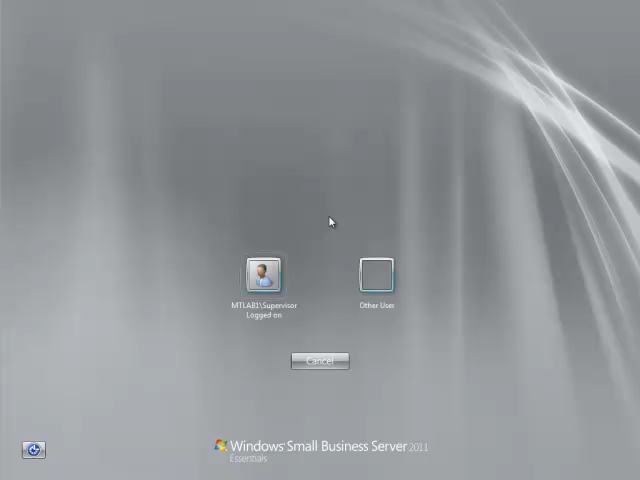 MTLAB1\Supervisor
Logged on
Other User
Cancel
Windows Small Business Server 2011
Essentials